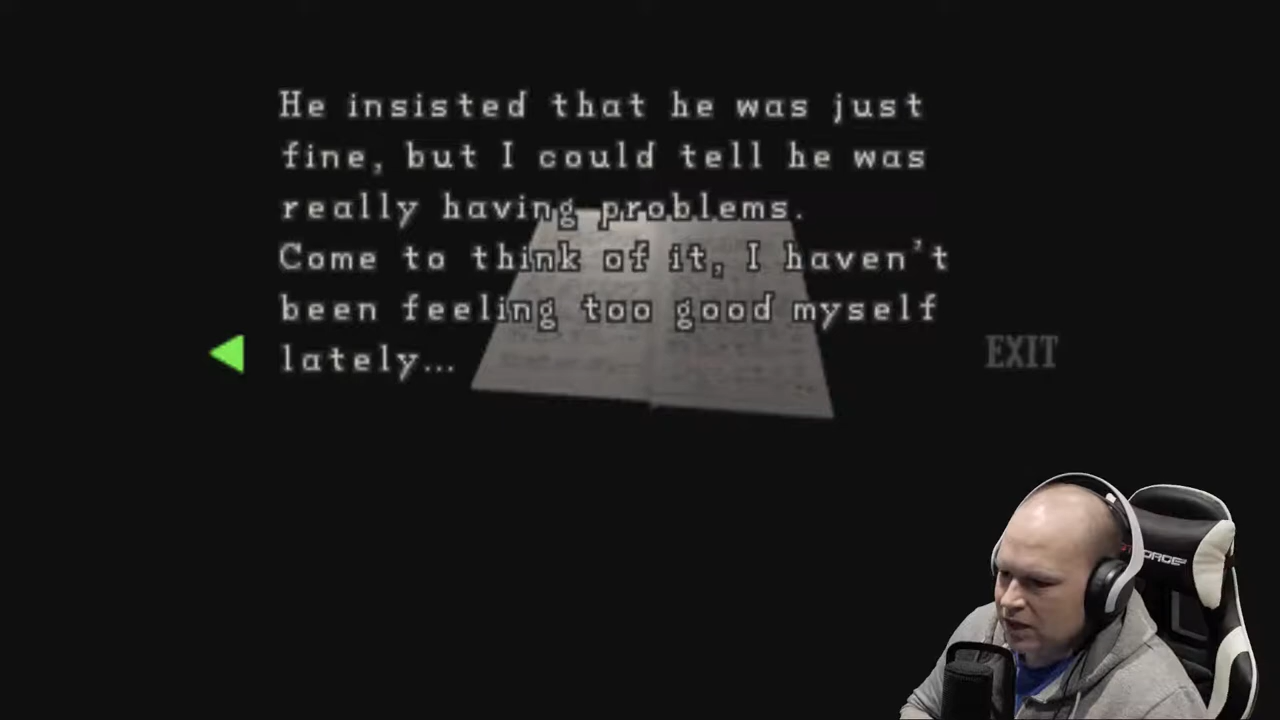 He insisted that he was just
fine, but I could tell he was
really having problems.
Come to think of it, I haven't
been feeling too good myself
lately...
EXIT